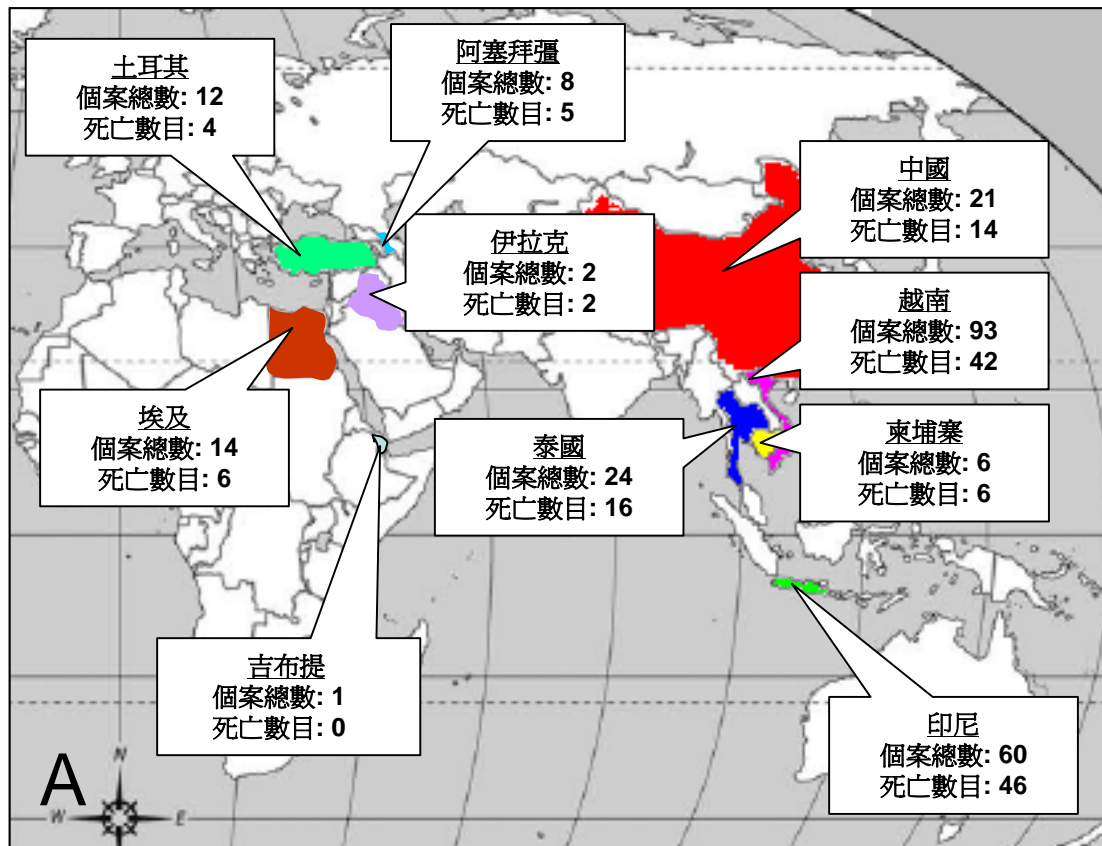 土耳其
個案總數: 12
死亡數目: 4
阿塞拜彊
個案總數: 8
死亡數目: 5
中國
個案總數: 21
死亡數目: 14
伊拉克
個案總數: 2
死亡數目: 2
越南
個案總數: 93
死亡數目: 42
埃及
個案總數: 14
死亡數目: 6
泰國
個案總數: 24
死亡數目: 16
柬埔寨
個案總數: 6
死亡數目: 6
吉布提
個案總數: 1
死亡數目: 0
印尼
個案總數: 60
死亡數目: 46
A
N
W
E